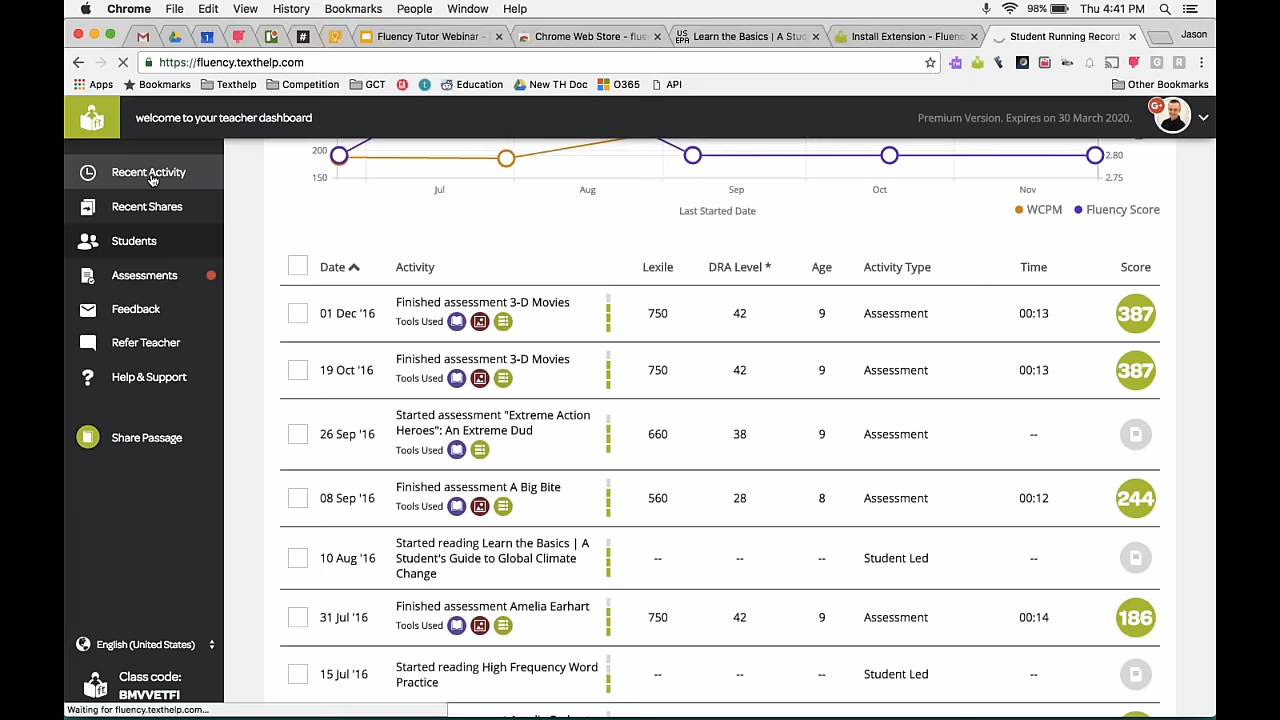 Chrome File Edit View History Bookmarks People Window Help 98% Thu 4:41 PM
Fluency Tutor Webinar - Chrome Web Store - fluen US EPA Learn the Basics | A Stud Install Extension - Fluenc Student Running Record Jason
https://fluency.texthelp.com
Apps Bookmarks Texthelp Competition GCT Education New TH Doc O365 API Other Bookmarks
welcome to your teacher dashboard Premium Version. Expires on 30 March 2020.
Recent Activity
Recent Shares
Students
Assessments
Feedback
Refer Teacher
Help & Support
Share Passage
English (United States)
Class code:
BMVVETFI
Waiting for fluency.texthelp.com...
200 2.80
150 2.75
Jul Aug Sep Oct Nov
Last Started Date
WCPM Fluency Score
Date Activity Lexile DRA Level * Age Activity Type Time Score
01 Dec '16 Finished assessment 3-D Movies 750 42 9 Assessment 00:13 387
Tools Used
19 Oct '16 Finished assessment 3-D Movies 750 42 9 Assessment 00:13 387
Tools Used
26 Sep '16 Started assessment "Extreme Action 660 38 9 Assessment --
Heroes": An Extreme Dud
Tools Used
08 Sep '16 Finished assessment A Big Bite 560 28 8 Assessment 00:12 244
Tools Used
10 Aug '16 Started reading Learn the Basics | A -- -- -- Student Led --
Student's Guide to Global Climate
Change
31 Jul '16 Finished assessment Amelia Earhart 750 42 9 Assessment 00:14 186
Tools Used
15 Jul '16 Started reading High Frequency Word -- -- -- Student Led --
Practice